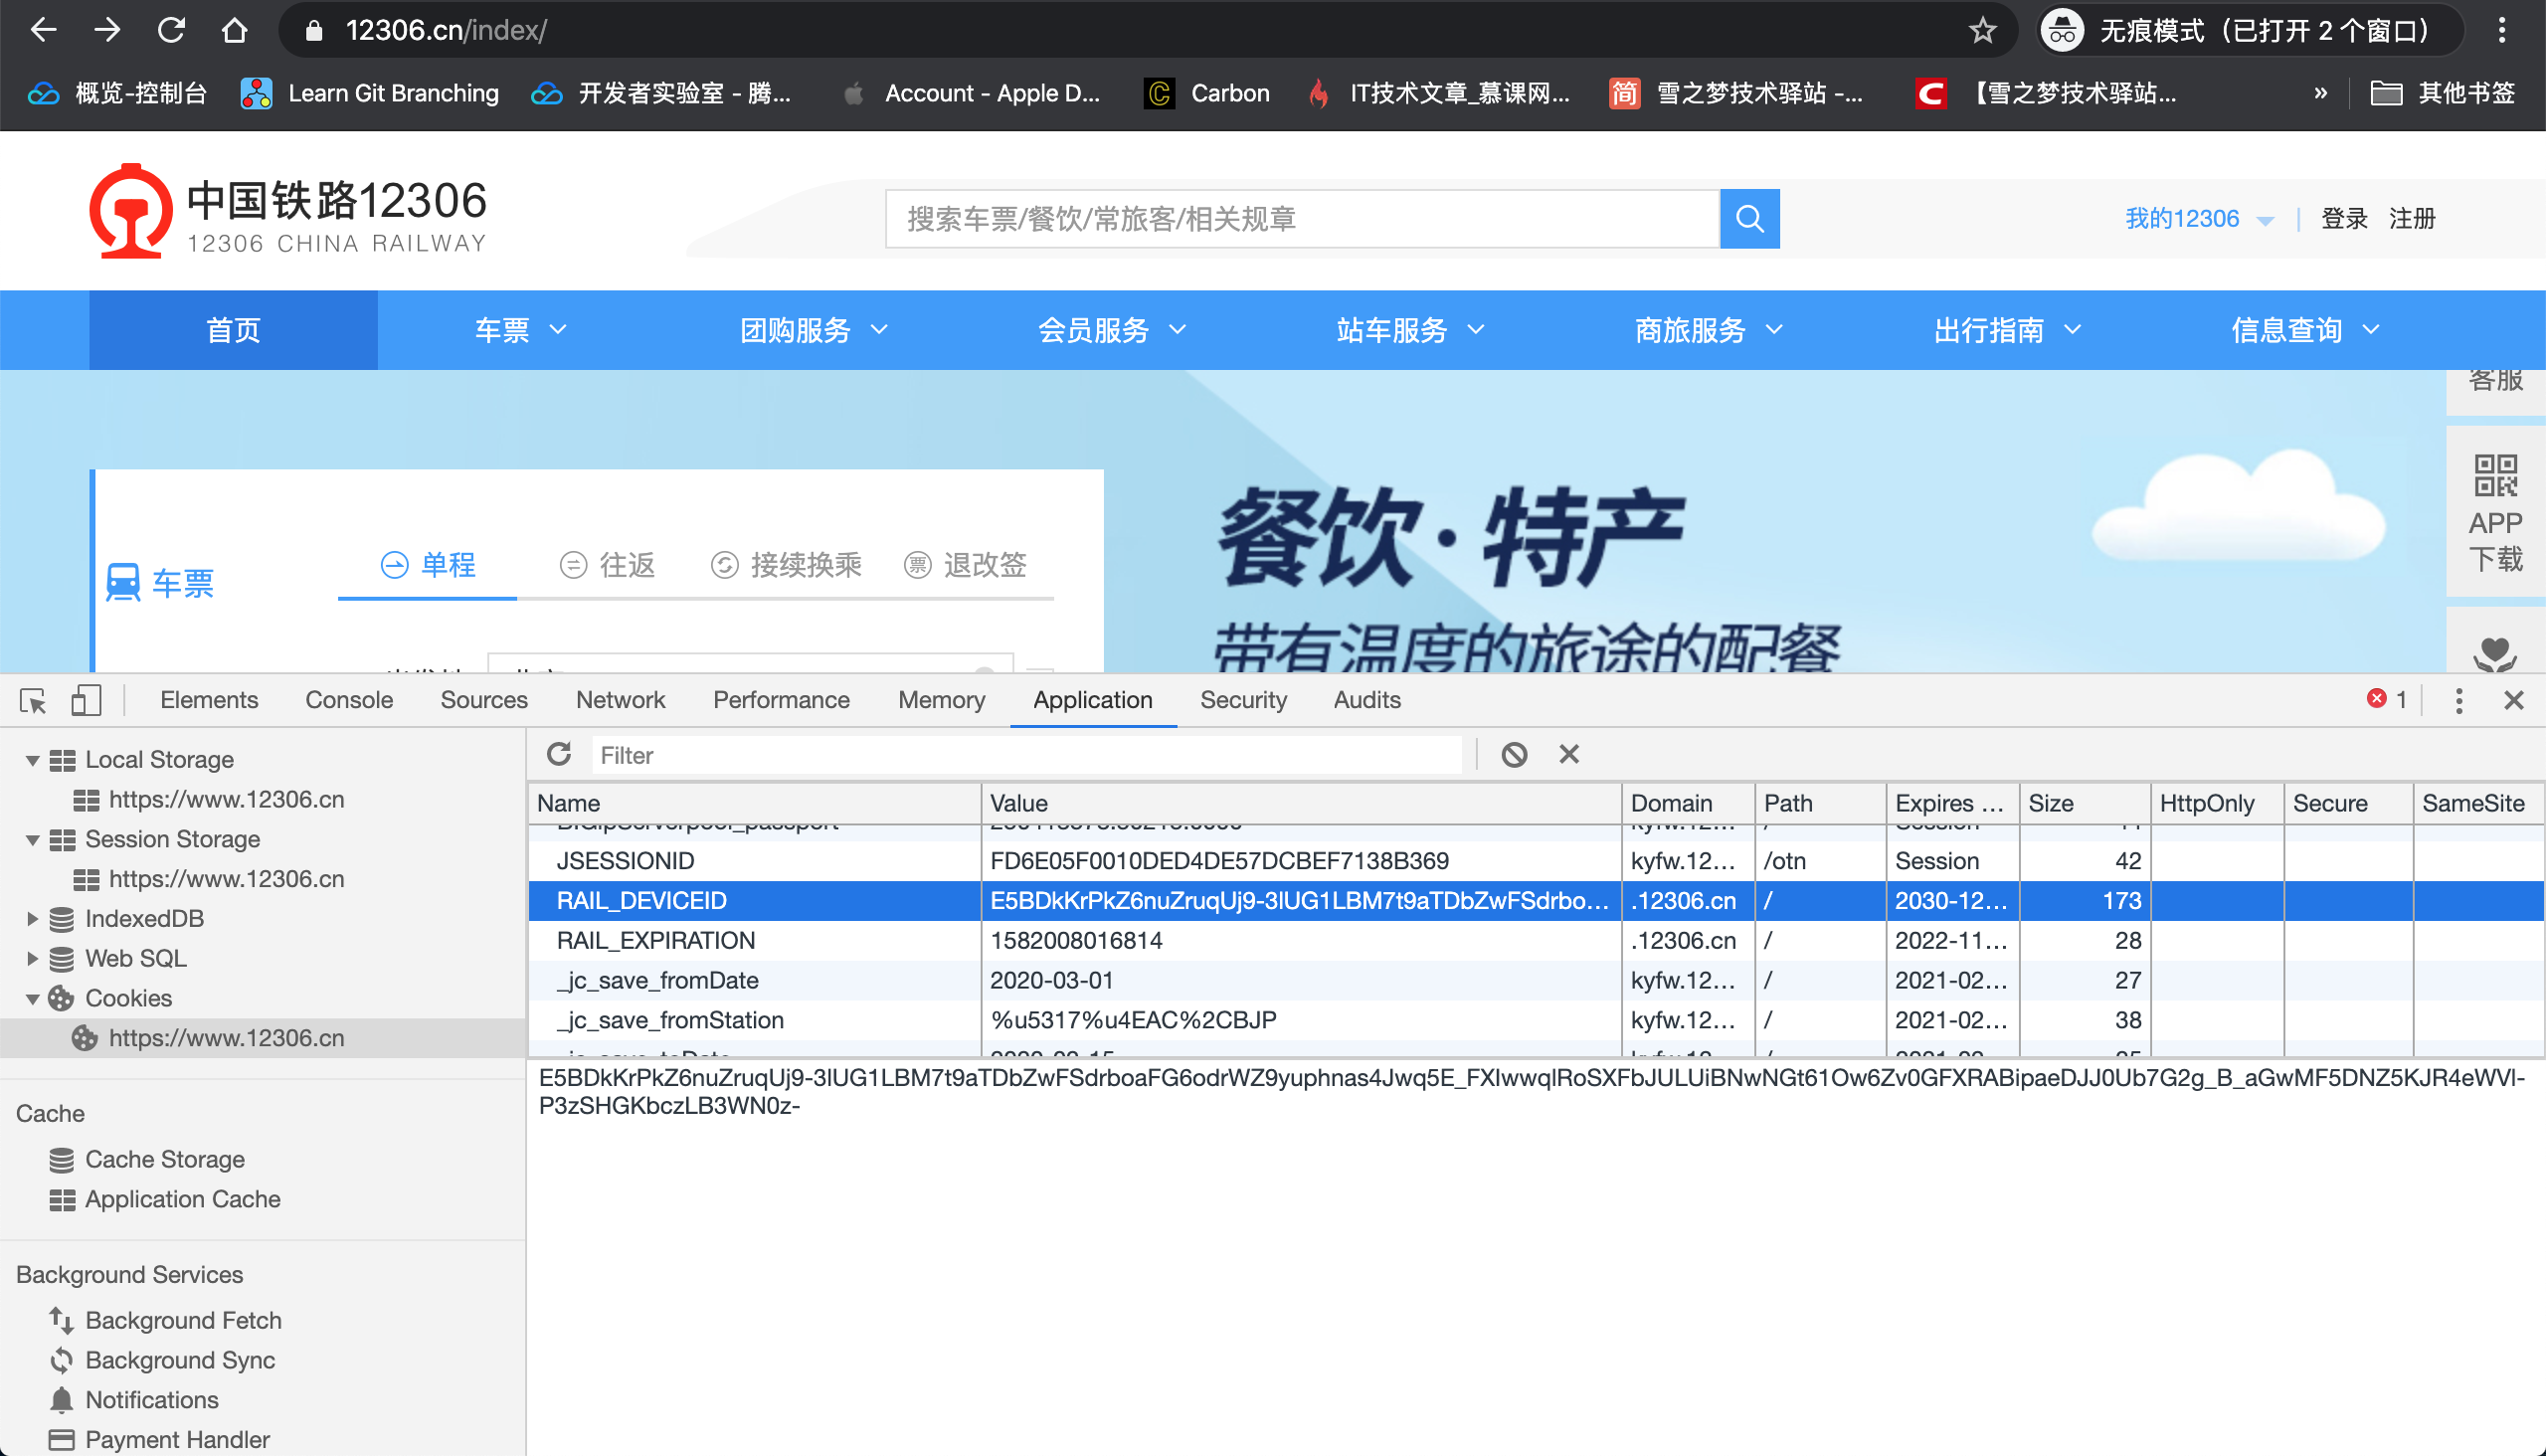 12306.cn/index/
无痕模式（已打开 2 个窗口）
概览-控制台
Learn Git Branching
开发者实验室 - 腾...
Account - Apple D...
Carbon
IT技术文章_慕课网...
简
雪之梦技术驿站 -...
【雪之梦技术驿站...
»
其他书签
中国铁路12306
12306 CHINA RAILWAY
搜索车票/餐饮/常旅客/相关规章
我的12306
登录 注册
首页
车票
团购服务
会员服务
站车服务
商旅服务
出行指南
信息查询
客服
APP
下载
车票
单程
往返
接续换乘
票 退改签
餐饮·特产
带有温度的旅途的配餐
Elements Console Sources Network Performance Memory Application Security Audits
1
Local Storage
https://www.12306.cn
Session Storage
https://www.12306.cn
IndexedDB
Web SQL
Cookies
https://www.12306.cn
Cache
Cache Storage
Application Cache
Background Services
Background Fetch
Background Sync
Notifications
Payment Handler
Filter
Name Value Domain Path Expires ... Size HttpOnly Secure SameSite
JSESSIONID FD6E05F0010DED4DE57DCBEF7138B369 kyfw.12... /otn Session 42
RAIL_DEVICEID E5BDkKrPkZ6nuZruqUj9-3lUG1LBM7t9aTDbZwFSdrbo... .12306.cn / 2030-12... 173
RAIL_EXPIRATION 1582008016814 .12306.cn / 2022-11... 28
_jc_save_fromDate 2020-03-01 kyfw.12... / 2021-02... 27
_jc_save_fromStation %u5317%u4EAC%2CBJP kyfw.12... / 2021-02... 38
E5BDkKrPkZ6nuZruqUj9-3lUG1LBM7t9aTDbZwFSdrboaFG6odrWZ9yuphnas4Jwq5E_FXIwwqlRoSXFbJULUiBNwNGt61Ow6Zv0GFXRABipaeDJJ0Ub7G2g_B_aGwMF5DNZ5KJR4eWVl-
P3zSHGKbczLB3WN0z-